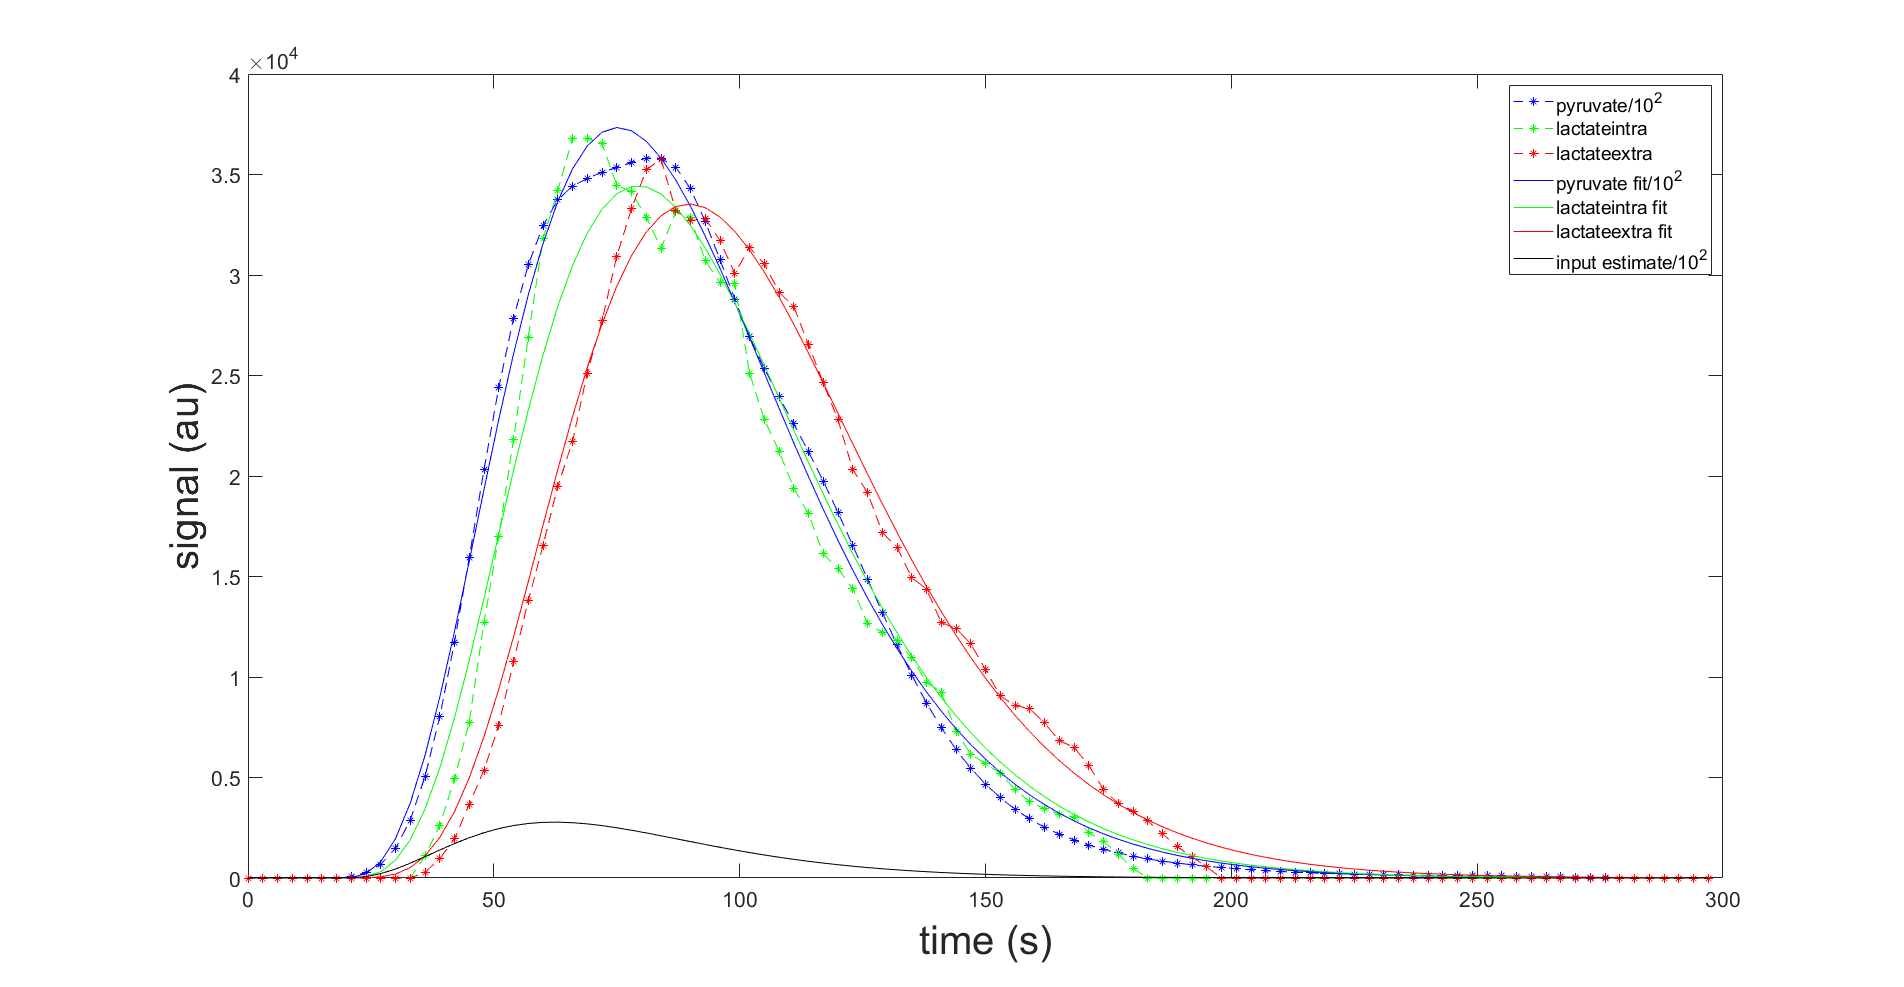 ×10^4
4
3.5
3
2.5
2
1.5
1
0.5
0
0 50 100 150 200 250 300
signal (au)
time (s)
pyruvate/10^2
lactateintra
lactateextra
pyruvate fit/10^2
lactateintra fit
lactateextra fit
input estimate/10^2